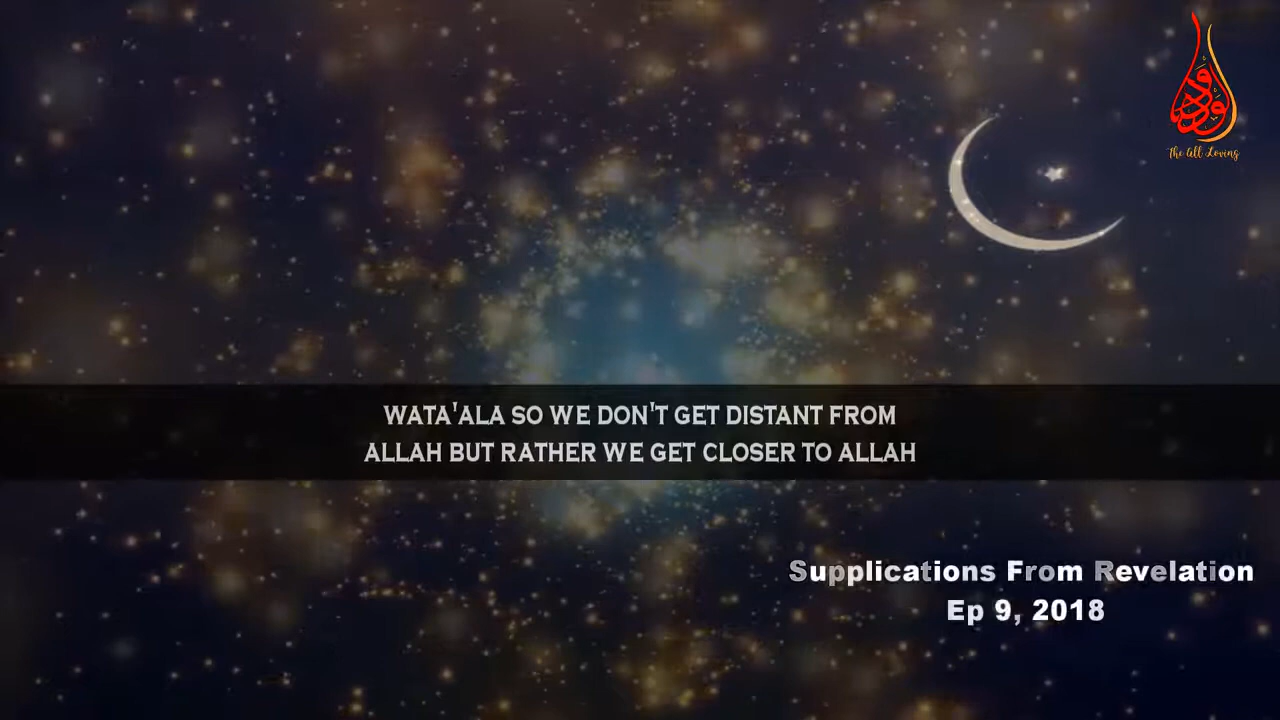 الودود
The All Loving
WATA'ALA SO WE DON'T GET DISTANT FROM
ALLAH BUT RATHER WE GET CLOSER TO ALLAH
Supplications From Revelation
Ep 9, 2018